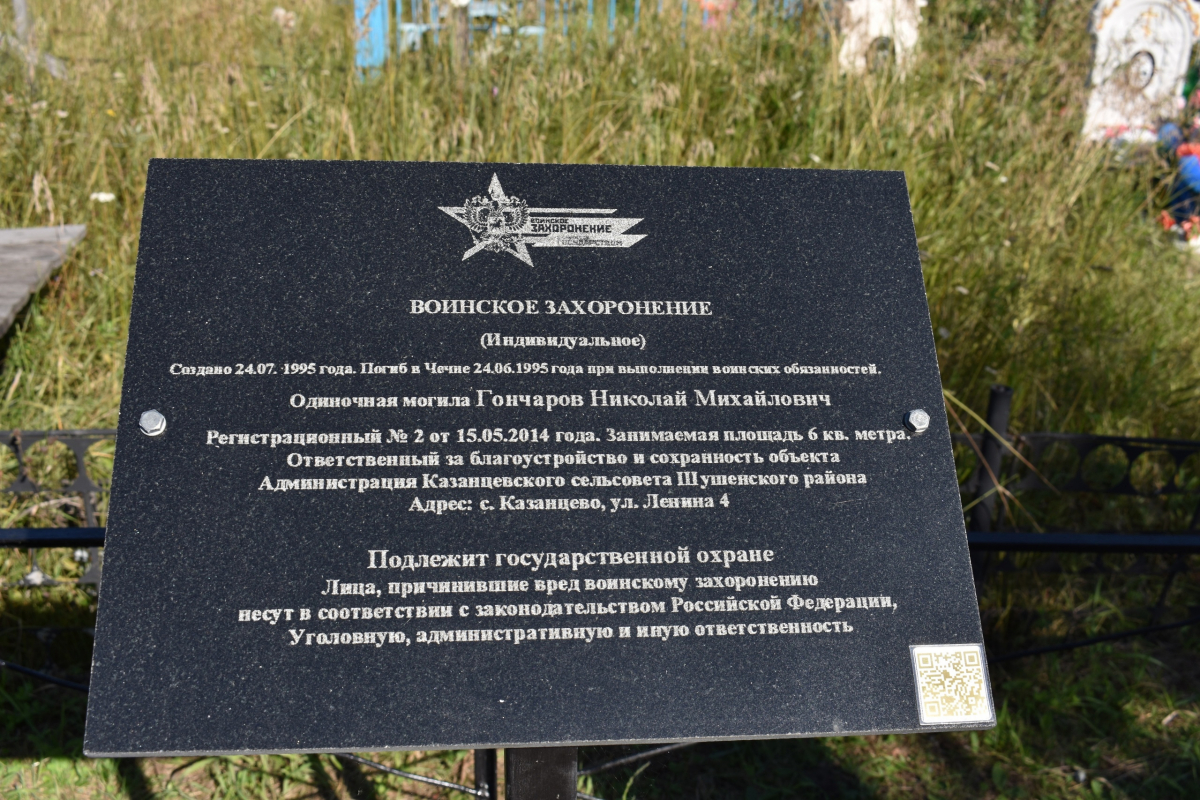 ВОИНСКОЕ
ЗАХОРОНЕНИЕ
ГОСУДАРСТВОМ
ВОИНСКОЕ ЗАХОРОНЕНИЕ
(Индивидуальное)
Создано 24.07. 1995 года. Погиб в Чечне 24.06.1995 года при выполнении воинских обязанностей.
Одиночная могила Гончаров Николай Михайлович
Регистрационный № 2 от 15.05.2014 года. Занимаемая площадь 6 кв. метра.
Ответственный за благоустройство и сохранность объекта
Администрация Казанцевского сельсовета Шушенского района
Адрес: с. Казанцево, ул. Ленина 4
Подлежит государственной охране
Лица, причинившие вред воинскому захоронению
несут в соответствии с законодательством Российской Федерации,
Уголовную, административную и иную ответственность